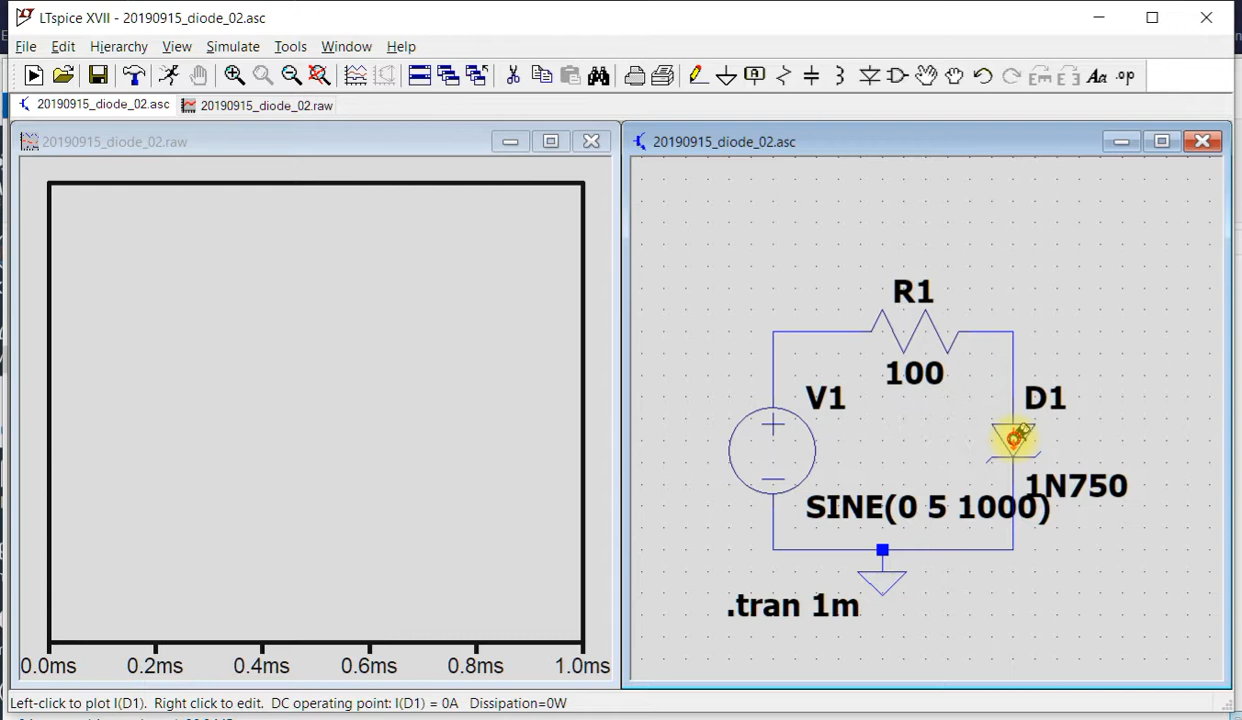 LTspice XVII - 20190915_diode_02.asc
File Edit Hierarchy View Simulate Tools Window Help
Aa .op
20190915_diode_02.asc 20190915_diode_02.raw
20190915_diode_02.raw
20190915_diode_02.asc
R1
100
V1
D1
1N750
SINE(0 5 1000)
.tran 1m
0.0ms 0.2ms 0.4ms 0.6ms 0.8ms 1.0ms
Left-click to plot I(D1). Right click to edit. DC operating point: I(D1) = 0A Dissipation=0W